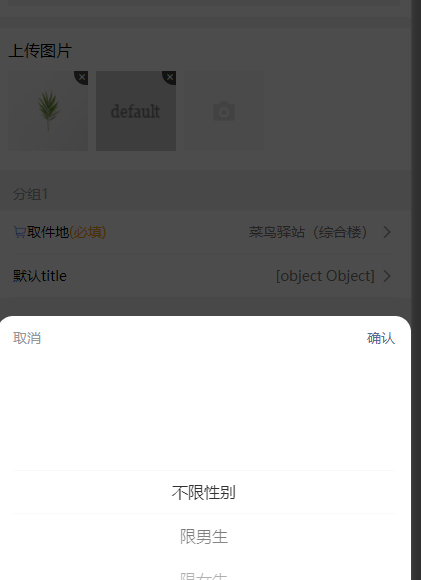 上传图片
default
分组1
取件地(必填) 菜鸟驿站（综合楼）
默认title [object Object]
取消 确认
不限性别
限男生
限女生